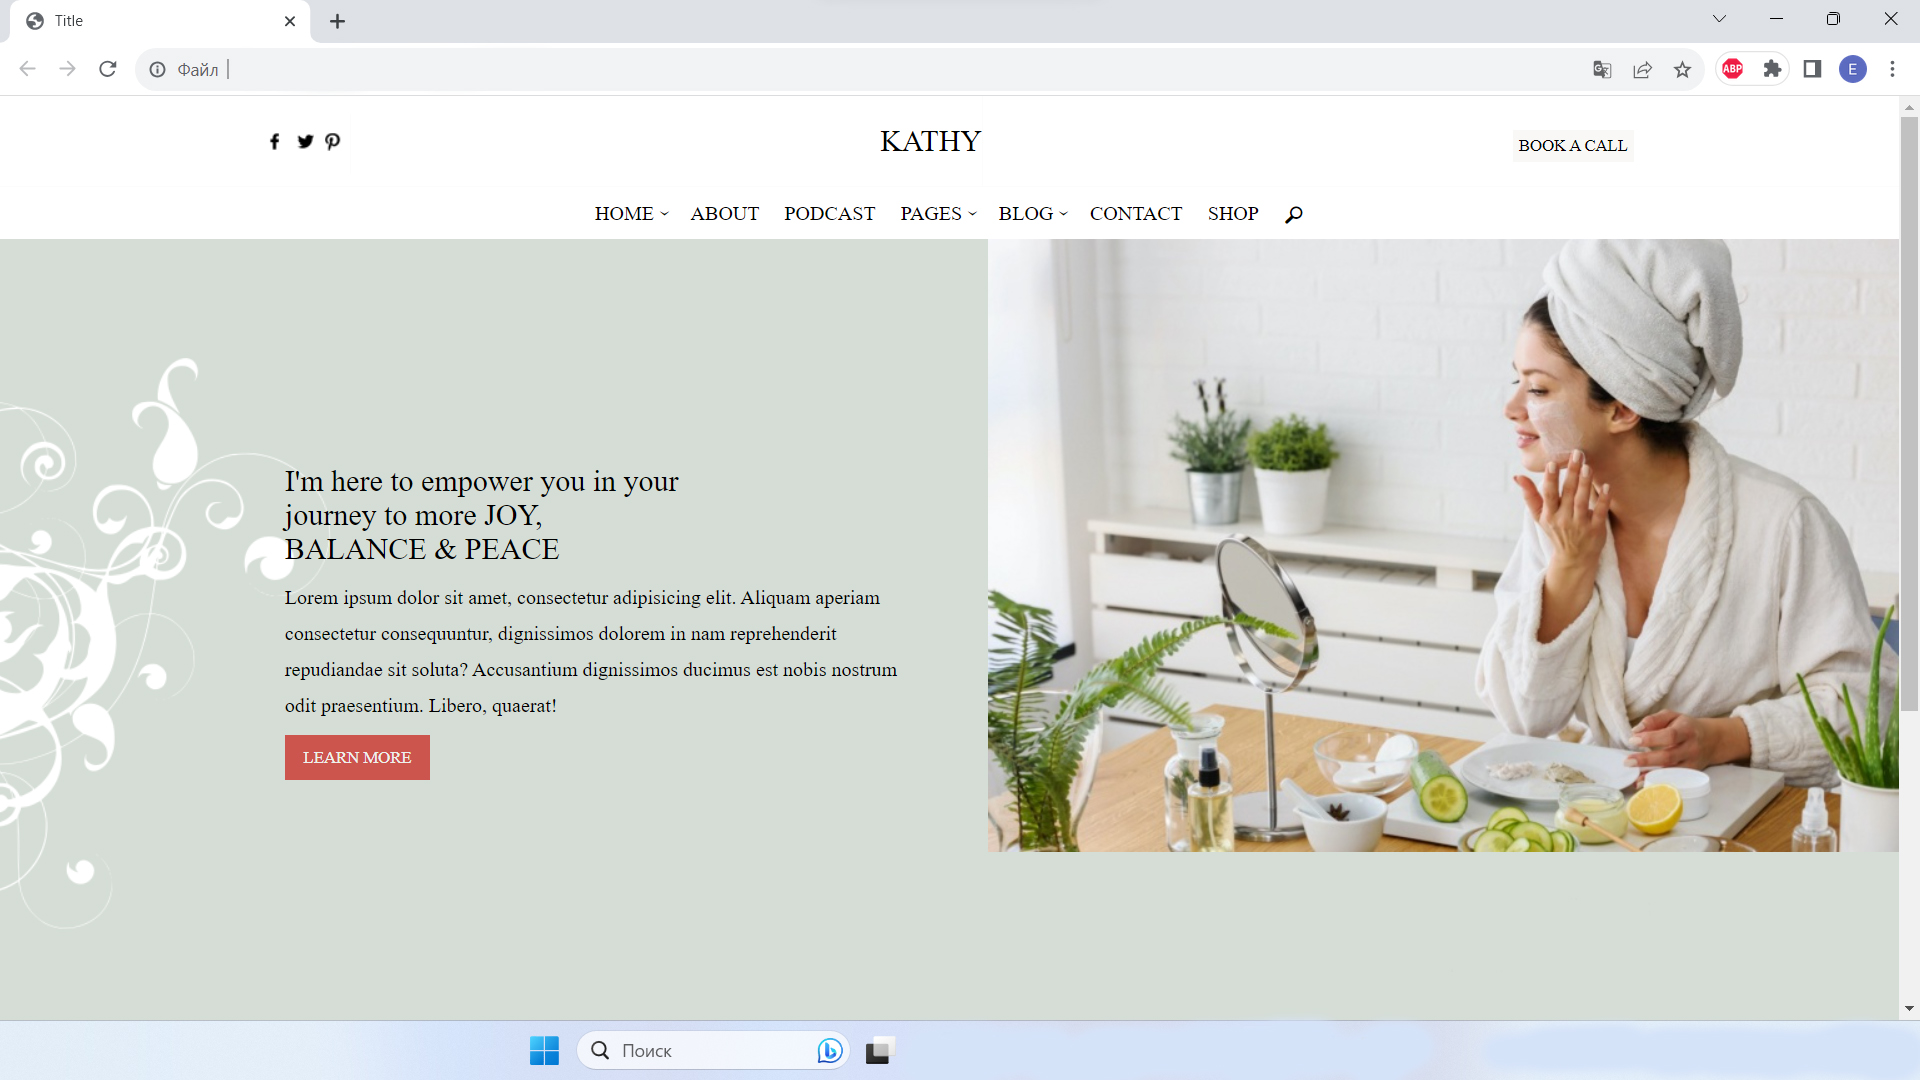 Title
Файл
ABP
E
KATHY
BOOK A CALL
HOME ABOUT PODCAST PAGES BLOG CONTACT SHOP
I'm here to empower you in your
journey to more JOY,
BALANCE & PEACE
Lorem ipsum dolor sit amet, consectetur adipisicing elit. Aliquam aperiam
consectetur consequuntur, dignissimos dolorem in nam reprehenderit
repudiandae sit soluta? Accusantium dignissimos ducimus est nobis nostrum
odit praesentium. Libero, quaerat!
LEARN MORE
Поиск